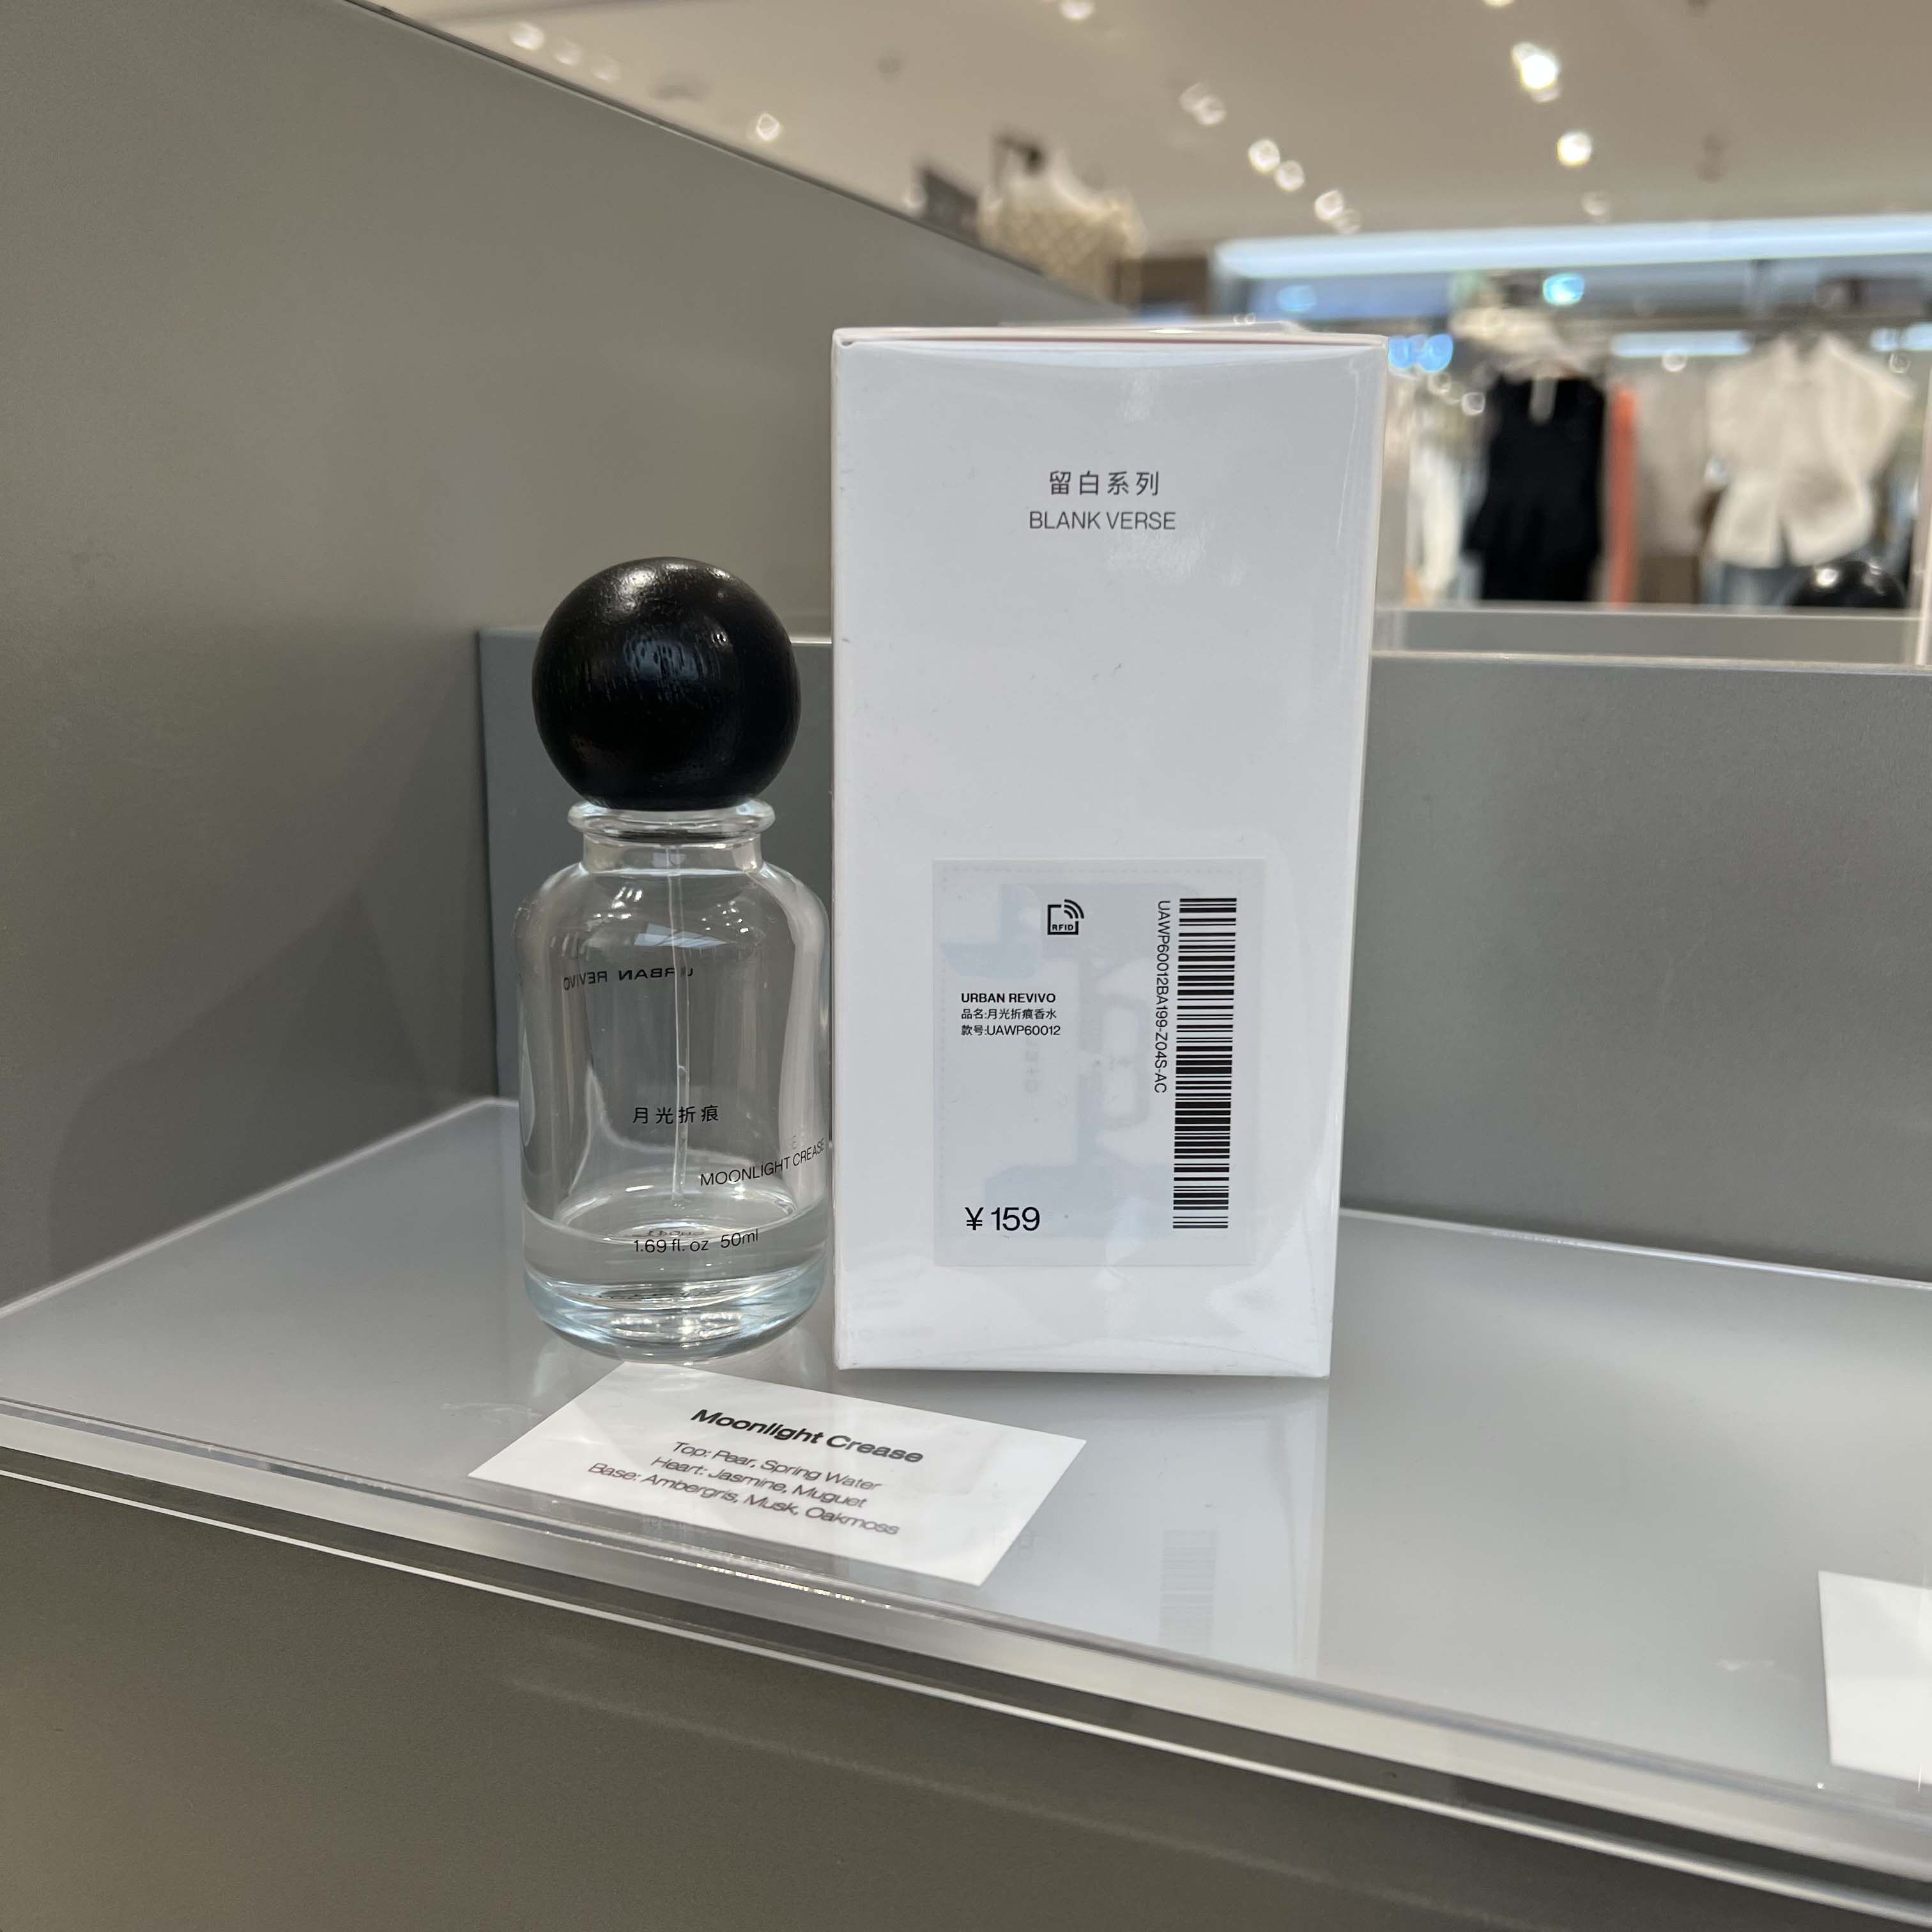 留白系列
BLANK VERSE
RFID
URBAN REVIVO
品名:月光折痕香水
款号:UAWP60012
UAWP60012BA199-Z04S-AC
¥159
URBAN REVIVO
月光折痕
MOONLIGHT CREASE
1.69 fl. oz 50ml
Moonlight Crease
Top: Pear, Spring Water
Heart: Jasmine, Muguet
Base: Ambergris, Musk, Oakmoss